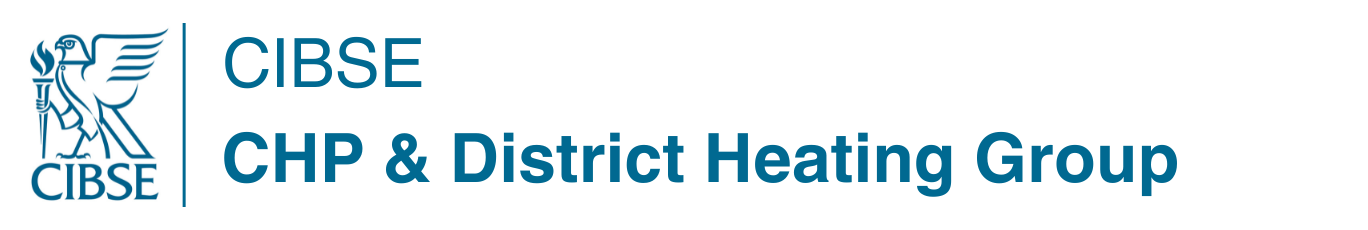 CIBSE
CIBSE
CHP & District Heating Group